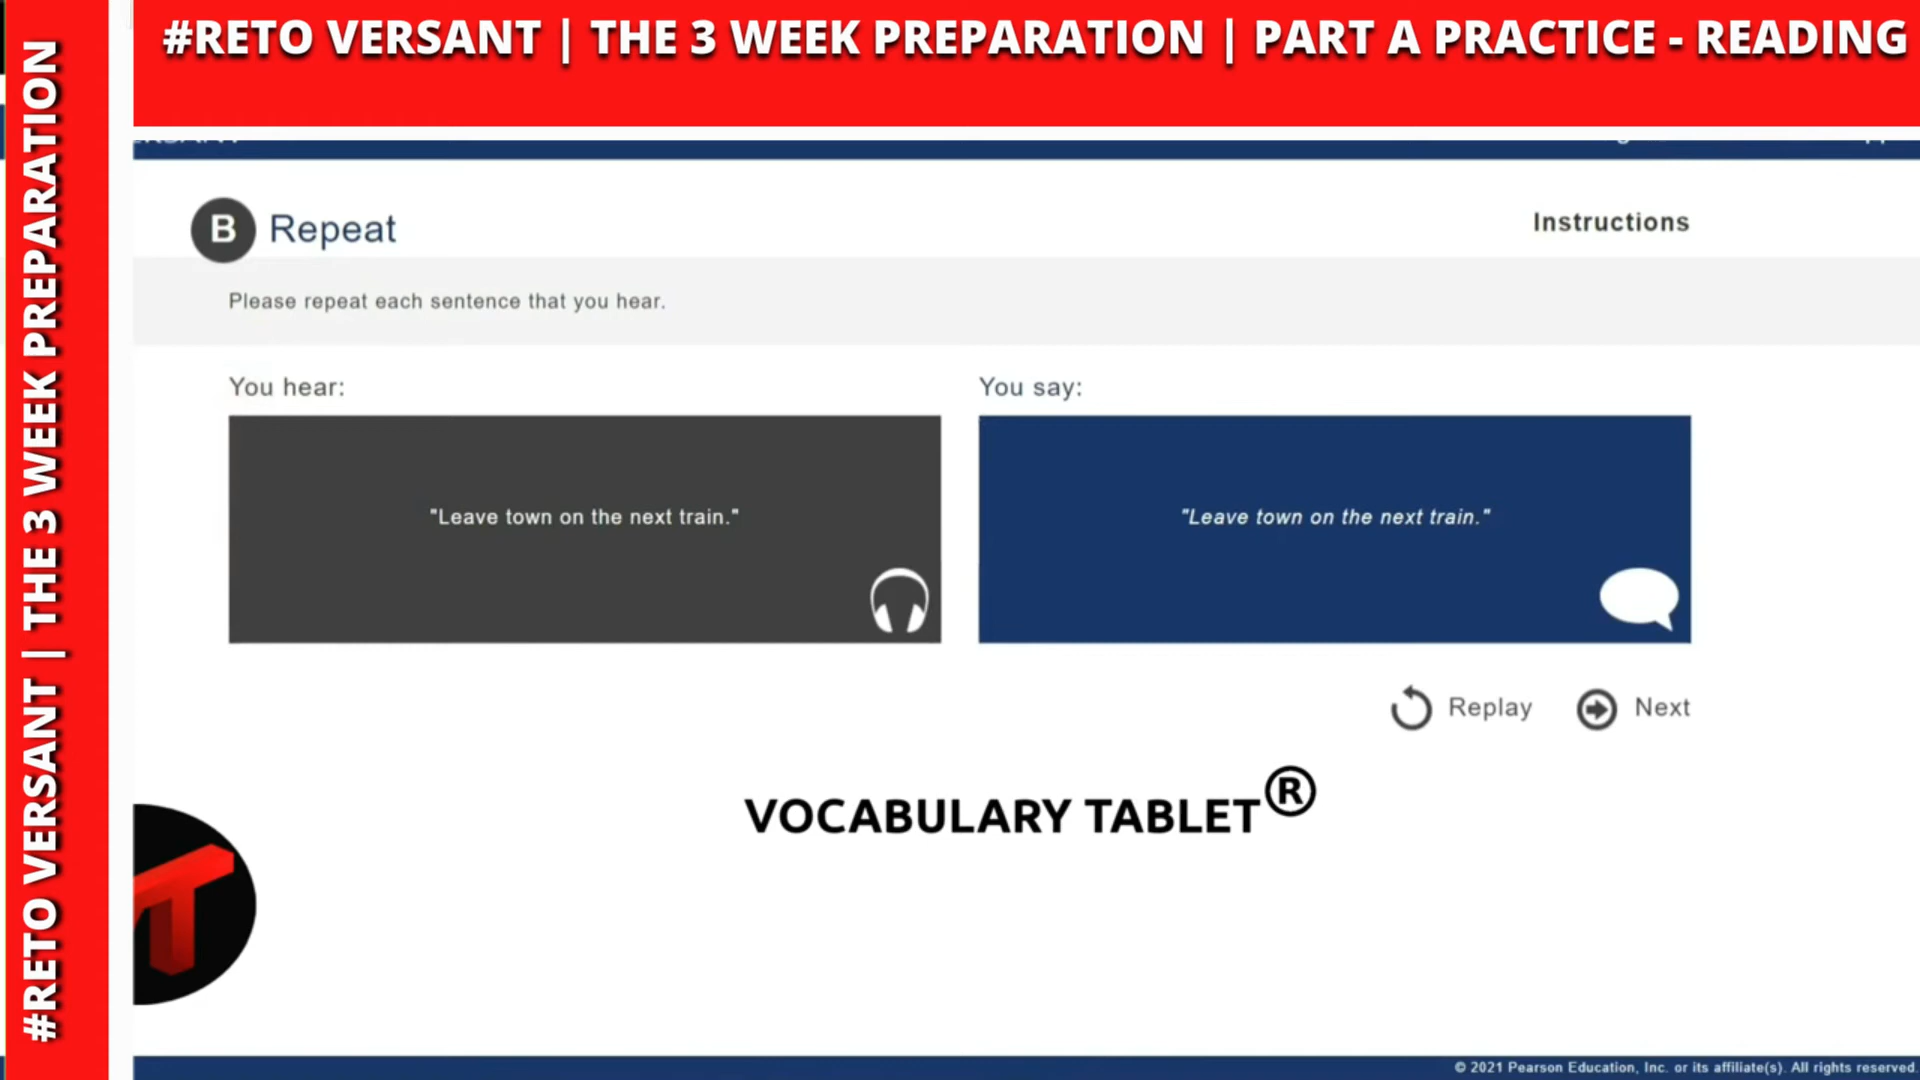 #RETO VERSANT | THE 3 WEEK PREPARATION | PART A PRACTICE - READING
#RETO VERSANT | THE 3 WEEK PREPARATION
B Repeat
Instructions
Please repeat each sentence that you hear.
You hear:
You say:
"Leave town on the next train."
"Leave town on the next train."
Replay
Next
VOCABULARY TABLET®
T
© 2021 Pearson Education, Inc. or its affiliate(s). All rights reserved.